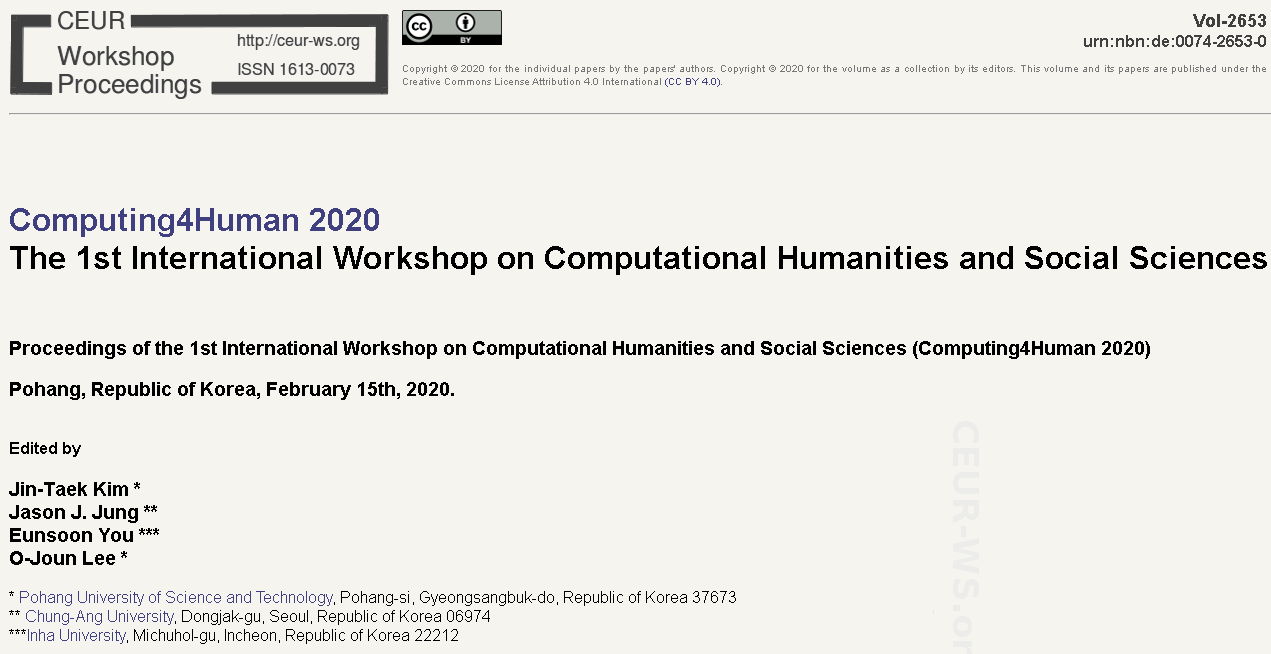 CEUR
Workshop
Proceedings
http://ceur-ws.org
ISSN 1613-0073
cc
BY
Copyright © 2020 for the individual papers by the papers' authors. Copyright © 2020 for the volume as a collection by its editors. This volume and its papers are published under the
Creative Commons License Attribution 4.0 International (CC BY 4.0).
Vol-2653
urn:nbn:de:0074-2653-0
Computing4Human 2020
The 1st International Workshop on Computational Humanities and Social Sciences
Proceedings of the 1st International Workshop on Computational Humanities and Social Sciences (Computing4Human 2020)
Pohang, Republic of Korea, February 15th, 2020.
Edited by
Jin-Taek Kim *
Jason J. Jung **
Eunsoon You ***
O-Joun Lee *
* Pohang University of Science and Technology, Pohang-si, Gyeongsangbuk-do, Republic of Korea 37673
** Chung-Ang University, Dongjak-gu, Seoul, Republic of Korea 06974
***Inha University, Michuhol-gu, Incheon, Republic of Korea 22212
CEUR-WS.or